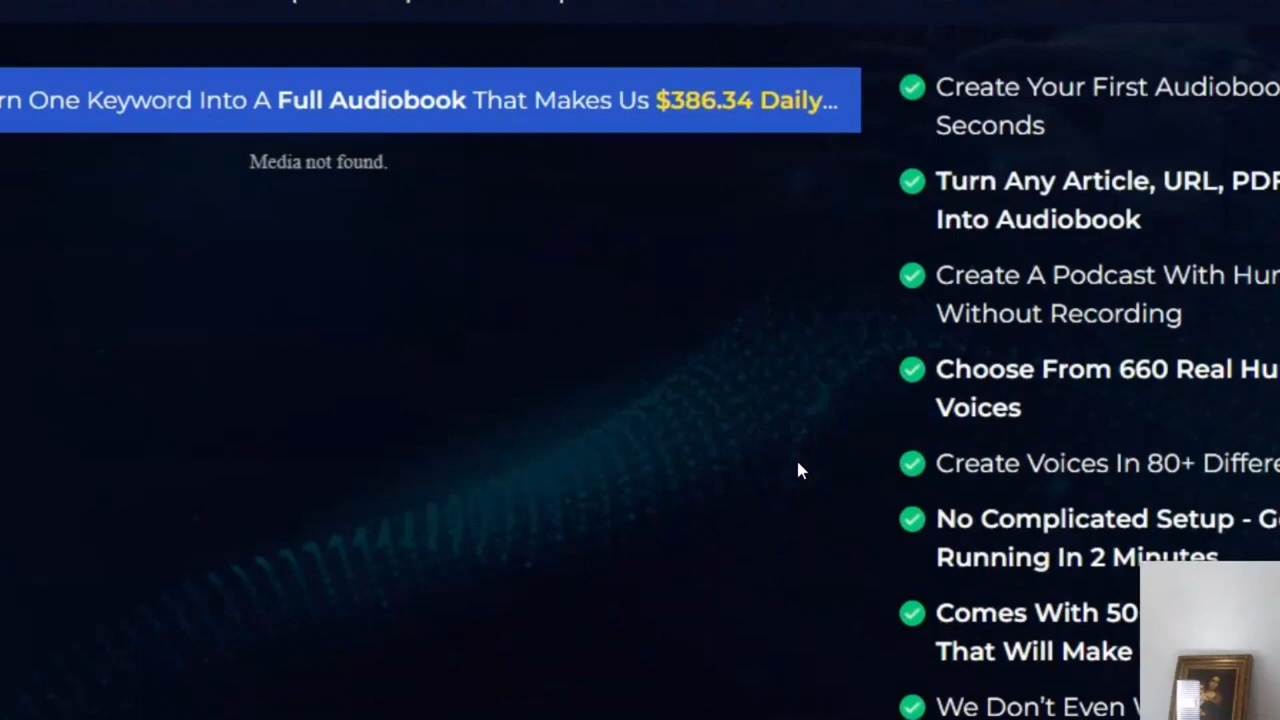 rn One Keyword Into A Full Audiobook That Makes Us $386.34 Daily...
Media not found.
Create Your First Audioboo
Seconds
Turn Any Article, URL, PDF
Into Audiobook
Create A Podcast With Hu
Without Recording
Choose From 660 Real Hu
Voices
Create Voices In 80+ Differe
No Complicated Setup - G
Running In 2 Minutes
Comes With 50
That Will Make
We Don't Even